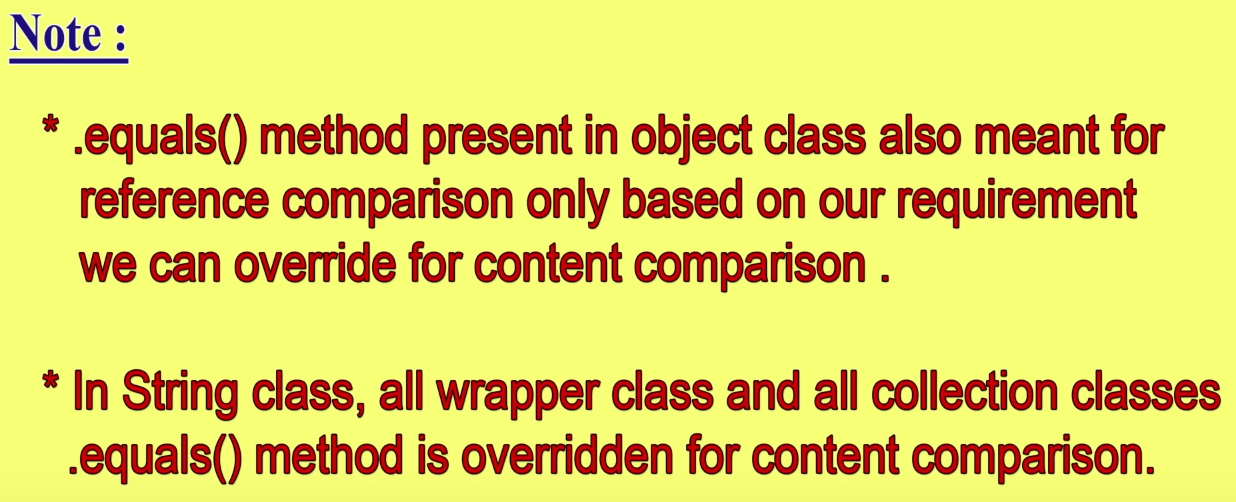 Note :
* .equals() method present in object class also meant for
reference comparison only based on our requirement
we can override for content comparison .
* In String class, all wrapper class and all collection classes
.equals() method is overridden for content comparison.